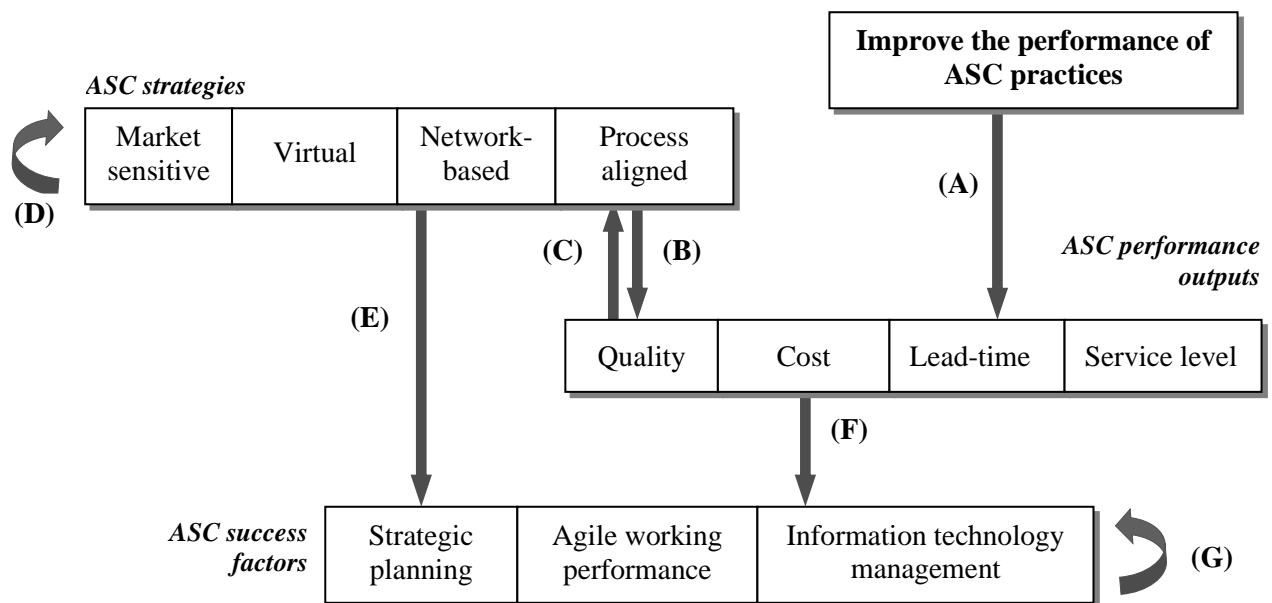 Improve the performance of
ASC practices
ASC strategies
Market
sensitive
Virtual
Network-
based
Process
aligned
(D)
(A)
(C)
(B)
ASC performance
outputs
(E)
Quality
Cost
Lead-time
Service level
(F)
ASC success
factors
Strategic
planning
Agile working
performance
Information technology
management
(G)